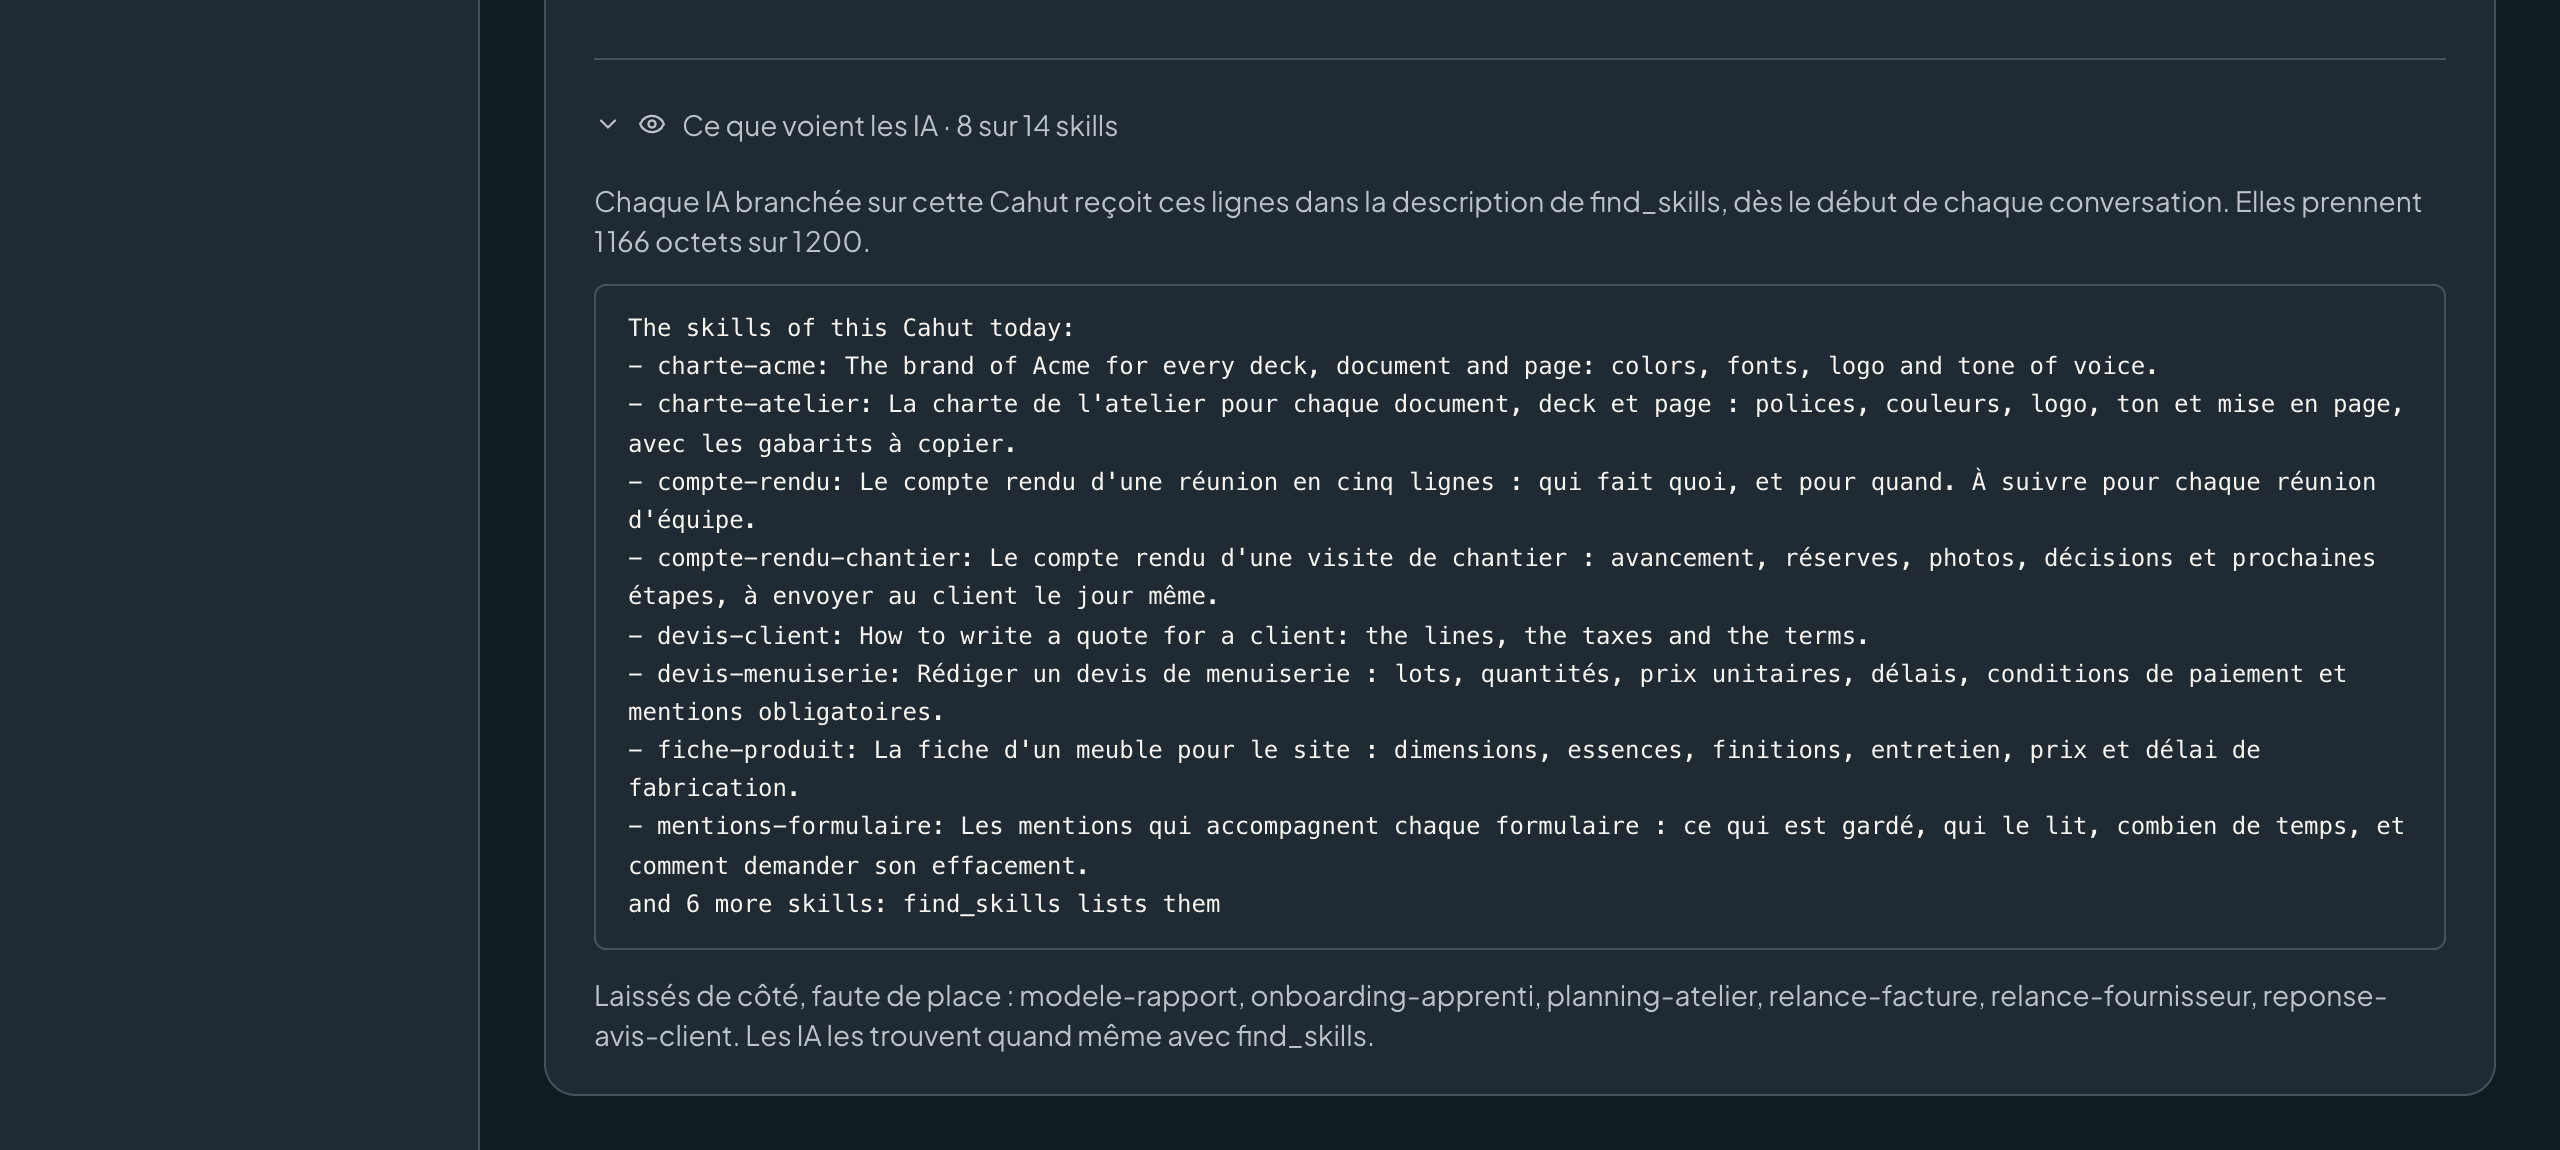 Ce que voient les IA · 8 sur 14 skills
Chaque IA branchée sur cette Cahut reçoit ces lignes dans la description de find_skills, dès le début de chaque conversation. Elles prennent
1166 octets sur 1200.
The skills of this Cahut today:
- charte-acme: The brand of Acme for every deck, document and page: colors, fonts, logo and tone of voice.
- charte-atelier: La charte de l'atelier pour chaque document, deck et page : polices, couleurs, logo, ton et mise en page,
avec les gabarits à copier.
- compte-rendu: Le compte rendu d'une réunion en cinq lignes : qui fait quoi, et pour quand. À suivre pour chaque réunion
d'équipe.
- compte-rendu-chantier: Le compte rendu d'une visite de chantier : avancement, réserves, photos, décisions et prochaines
étapes, à envoyer au client le jour même.
- devis-client: How to write a quote for a client: the lines, the taxes and the terms.
- devis-menuiserie: Rédiger un devis de menuiserie : lots, quantités, prix unitaires, délais, conditions de paiement et
mentions obligatoires.
- fiche-produit: La fiche d'un meuble pour le site : dimensions, essences, finitions, entretien, prix et délai de
fabrication.
- mentions-formulaire: Les mentions qui accompagnent chaque formulaire : ce qui est gardé, qui le lit, combien de temps, et
comment demander son effacement.
and 6 more skills: find_skills lists them
Laissés de côté, faute de place : modele-rapport, onboarding-apprenti, planning-atelier, relance-facture, relance-fournisseur, reponse-
avis-client. Les IA les trouvent quand même avec find_skills.